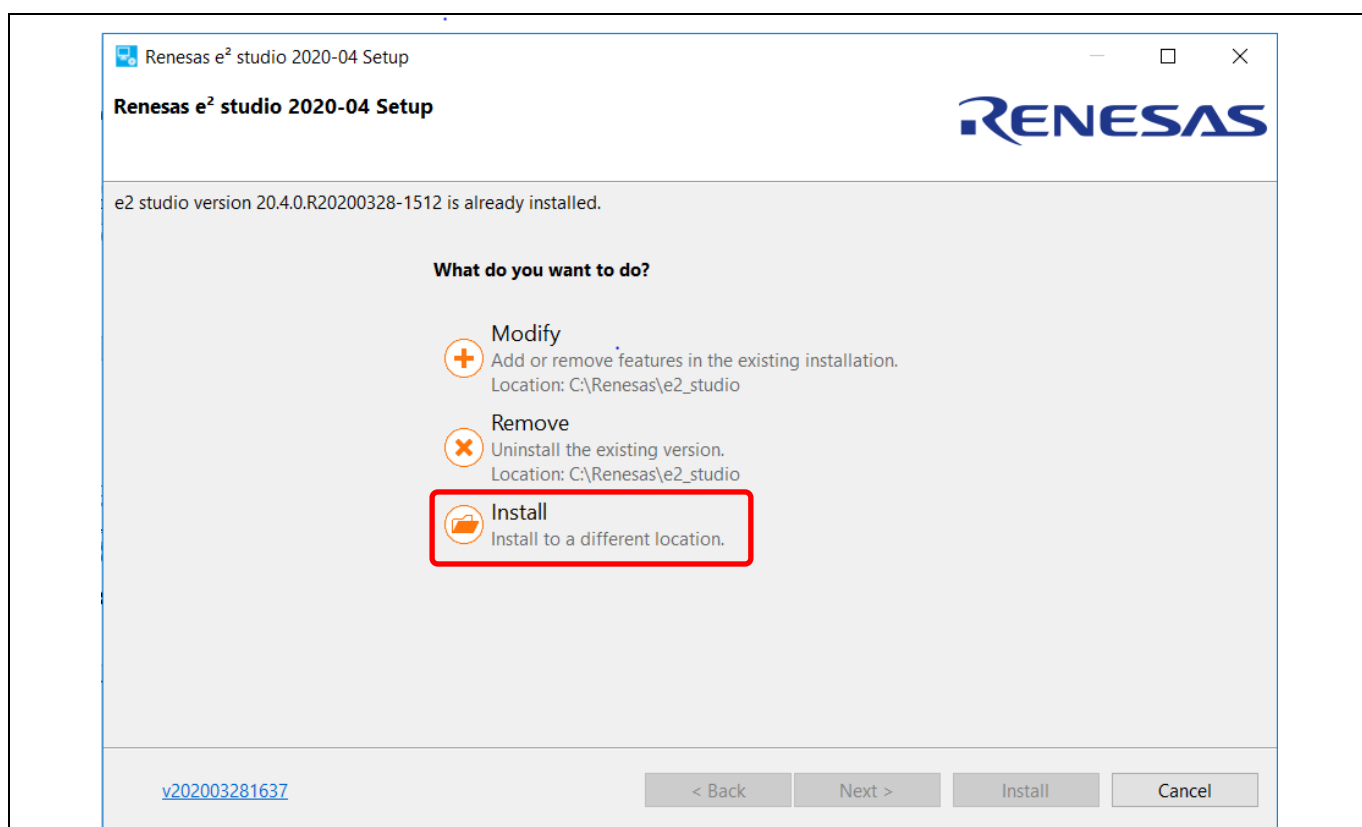 Renesas e² studio 2020-04 Setup
Renesas e² studio 2020-04 Setup
RENESAS
e2 studio version 20.4.0.R20200328-1512 is already installed.
What do you want to do?
Modify
Add or remove features in the existing installation.
Location: C:\Renesas\e2_studio
Remove
Uninstall the existing version.
Location: C:\Renesas\e2_studio
Install
Install to a different location.
v202003281637
< Back
Next >
Install
Cancel